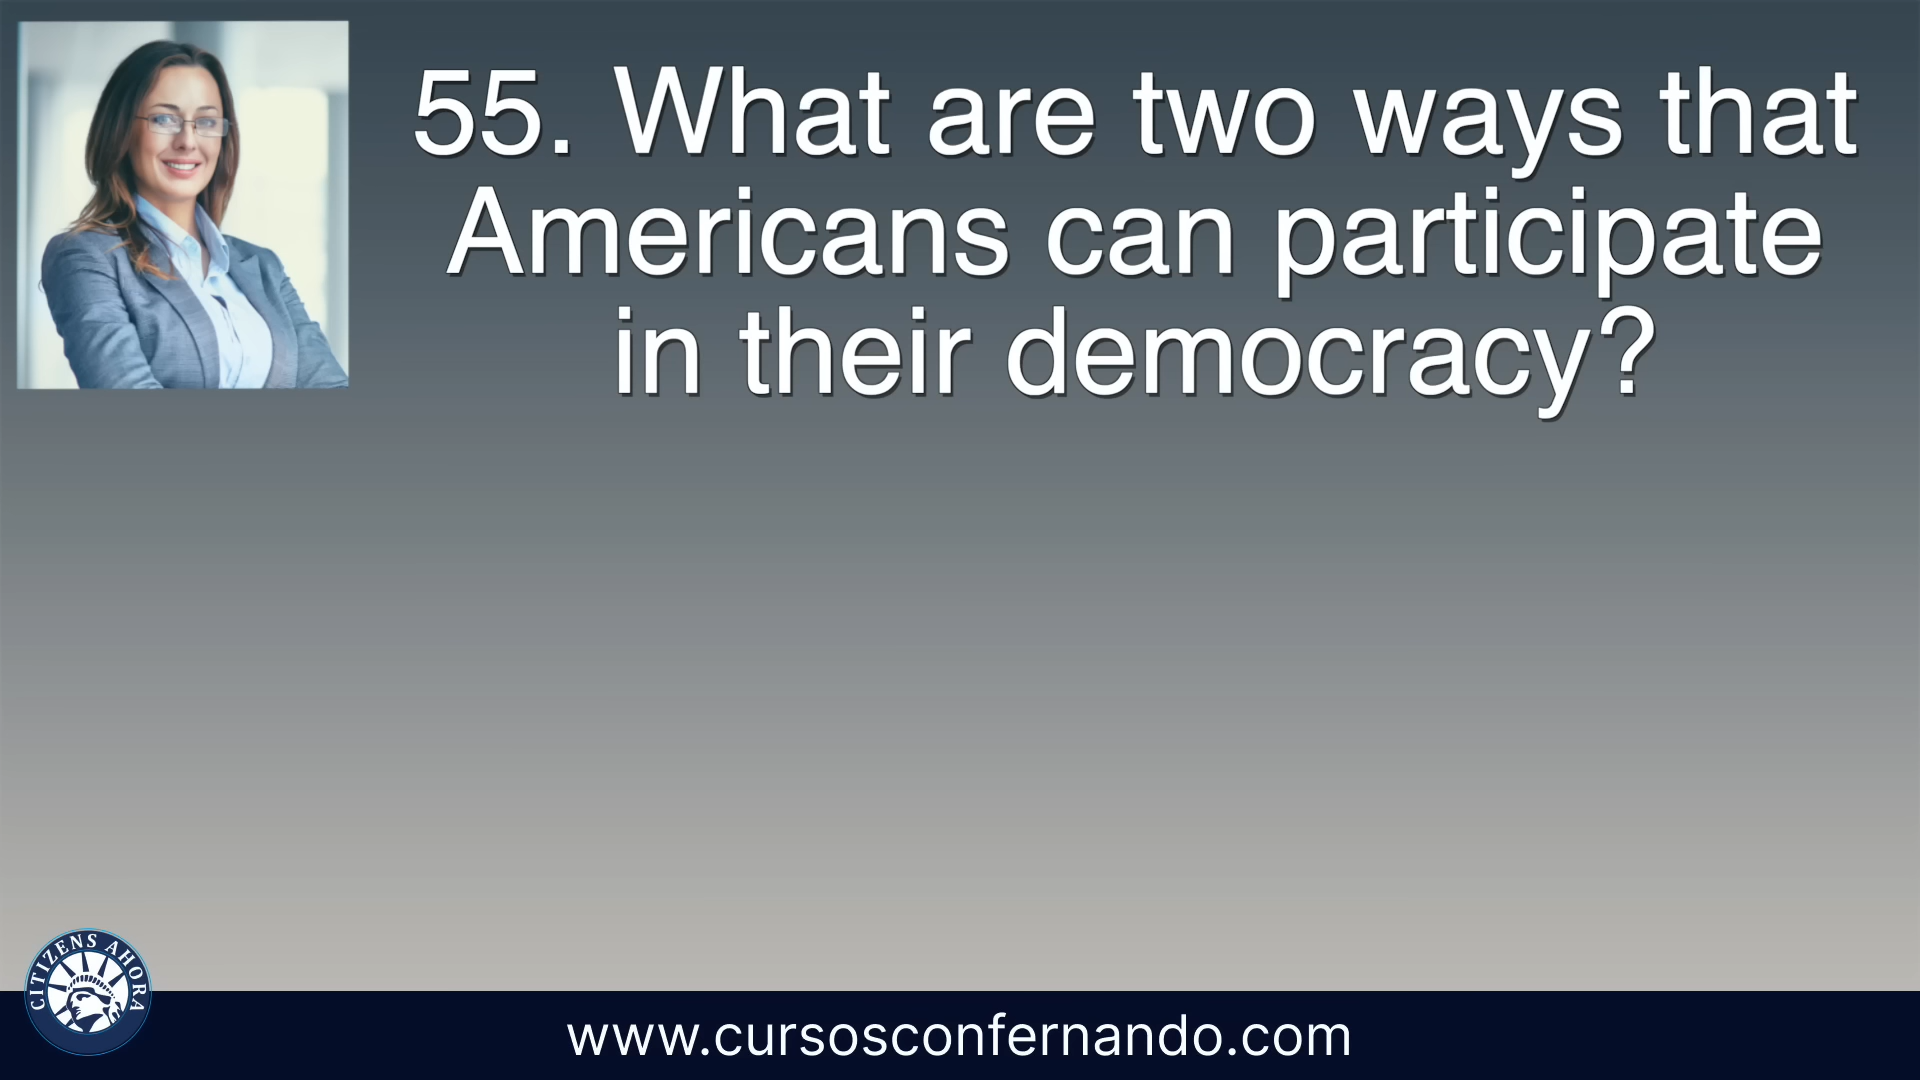 55. What are two ways that
Americans can participate
in their democracy?
CITIZENS AHORA
www.cursosconfernando.com